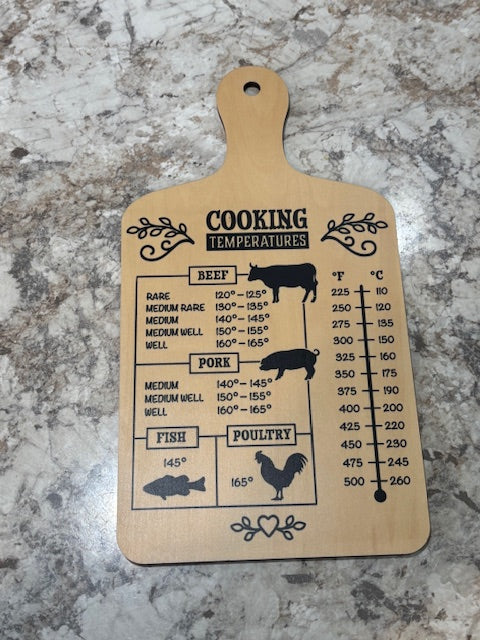 COOKING
TEMPERATURES
BEEF
RARE 120°-125°
MEDIUM RARE 130°-135°
MEDIUM 140°-145°
MEDIUM WELL 150°-155°
WELL 160°-165°
PORK
MEDIUM 140°-145°
MEDIUM WELL 150°-155°
WELL 160°-165°
FISH
145°
POULTRY
165°
°F °C
225 110
250 120
275 135
300 150
325 160
350 175
375 190
400 200
425 220
450 230
475 245
500 260